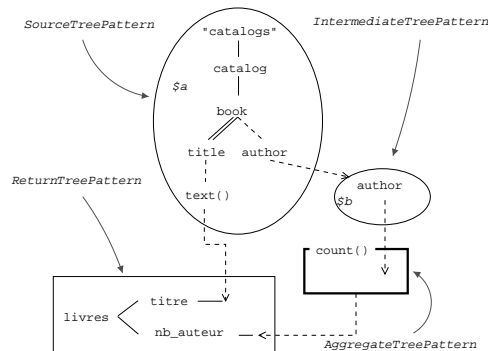 SourceTreePattern
IntermediateTreePattern
"catalogs"
catalog
$a
book
title author
ReturnTreePattern
text()
author
$b
count()
titre
livres
nb_auteur
AggregateTreePattern